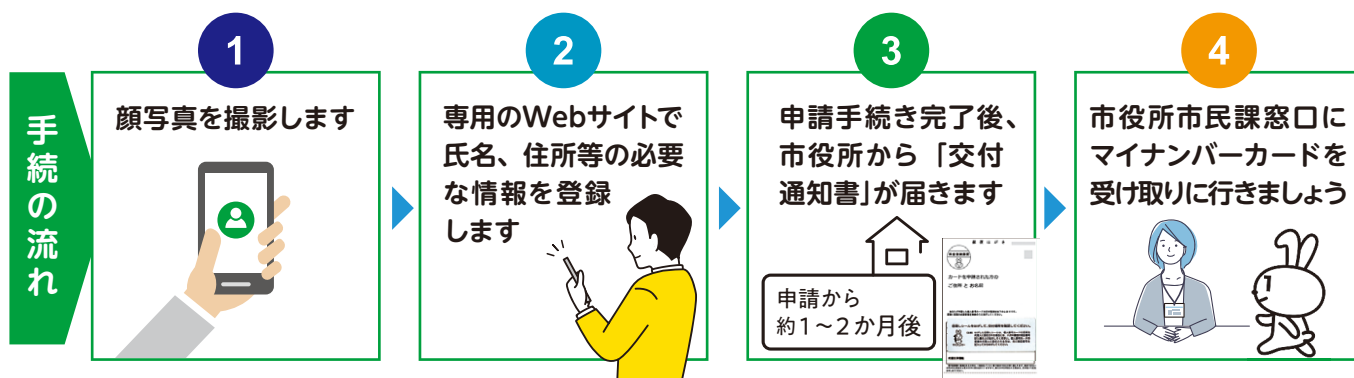 手続の流れ
1
顔写真を撮影します
2
専用のWebサイトで
氏名、住所等の必要
な情報を登録
します
3
申請手続き完了後、
市役所から「交付
通知書」が届きます
申請から
約1～2か月後
カードを申請された方の
ご住所 と お名前
4
市役所市民課窓口に
マイナンバーカードを
受け取りに行きましょう